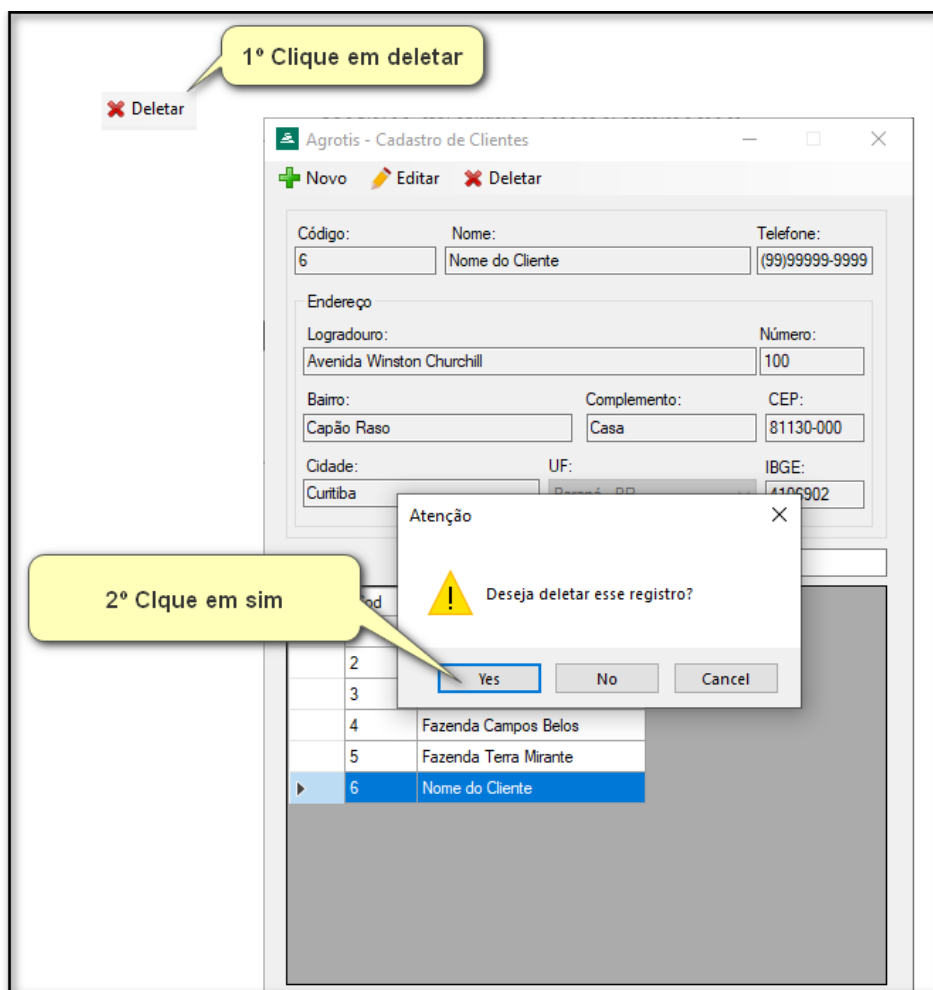 1º Clique em deletar
Deletar
Agrotis - Cadastro de Clientes
Novo Editar Deletar
Código: Nome: Telefone:
6 Nome do Cliente (99)99999-9999
Endereço
Logradouro: Número:
Avenida Winston Churchill 100
Bairro: Complemento: CEP:
Capão Raso Casa 81130-000
Cidade: UF: IBGE:
Curitiba Paraná - PR 4106902
Atenção
Deseja deletar esse registro?
Yes No Cancel
2º Clque em sim
2
3
4 Fazenda Campos Belos
5 Fazenda Terra Mirante
6 Nome do Cliente